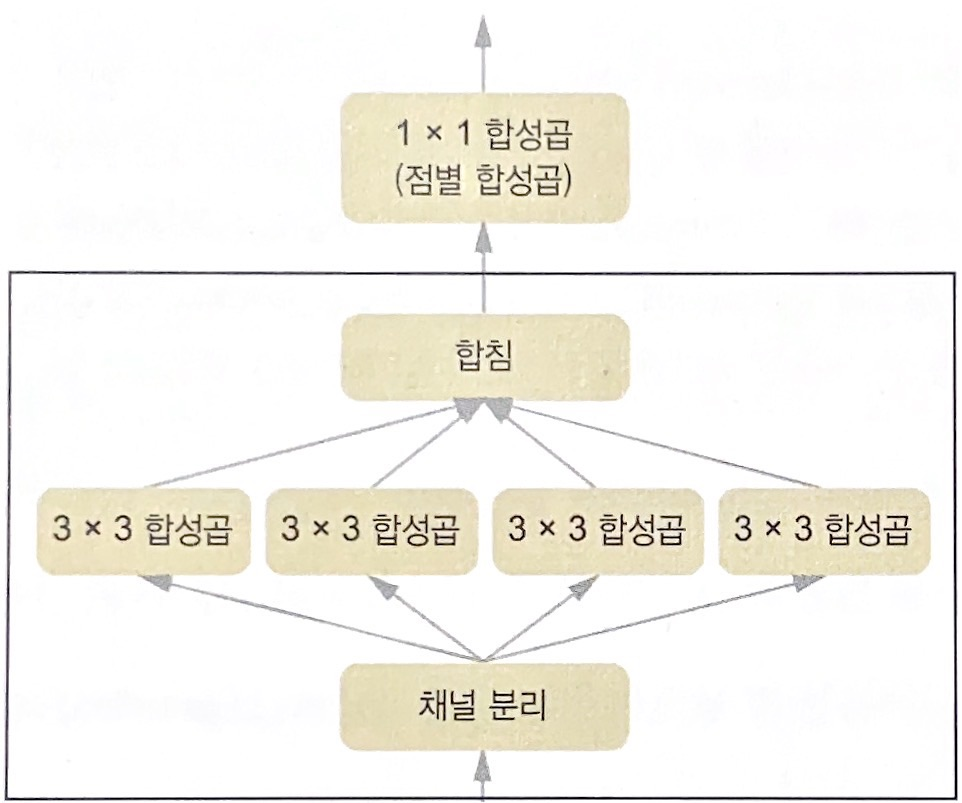 1 × 1 합성곱
(점별 합성곱)
합침
3 × 3 합성곱
3 × 3 합성곱
3 × 3 합성곱
3 × 3 합성곱
채널 분리